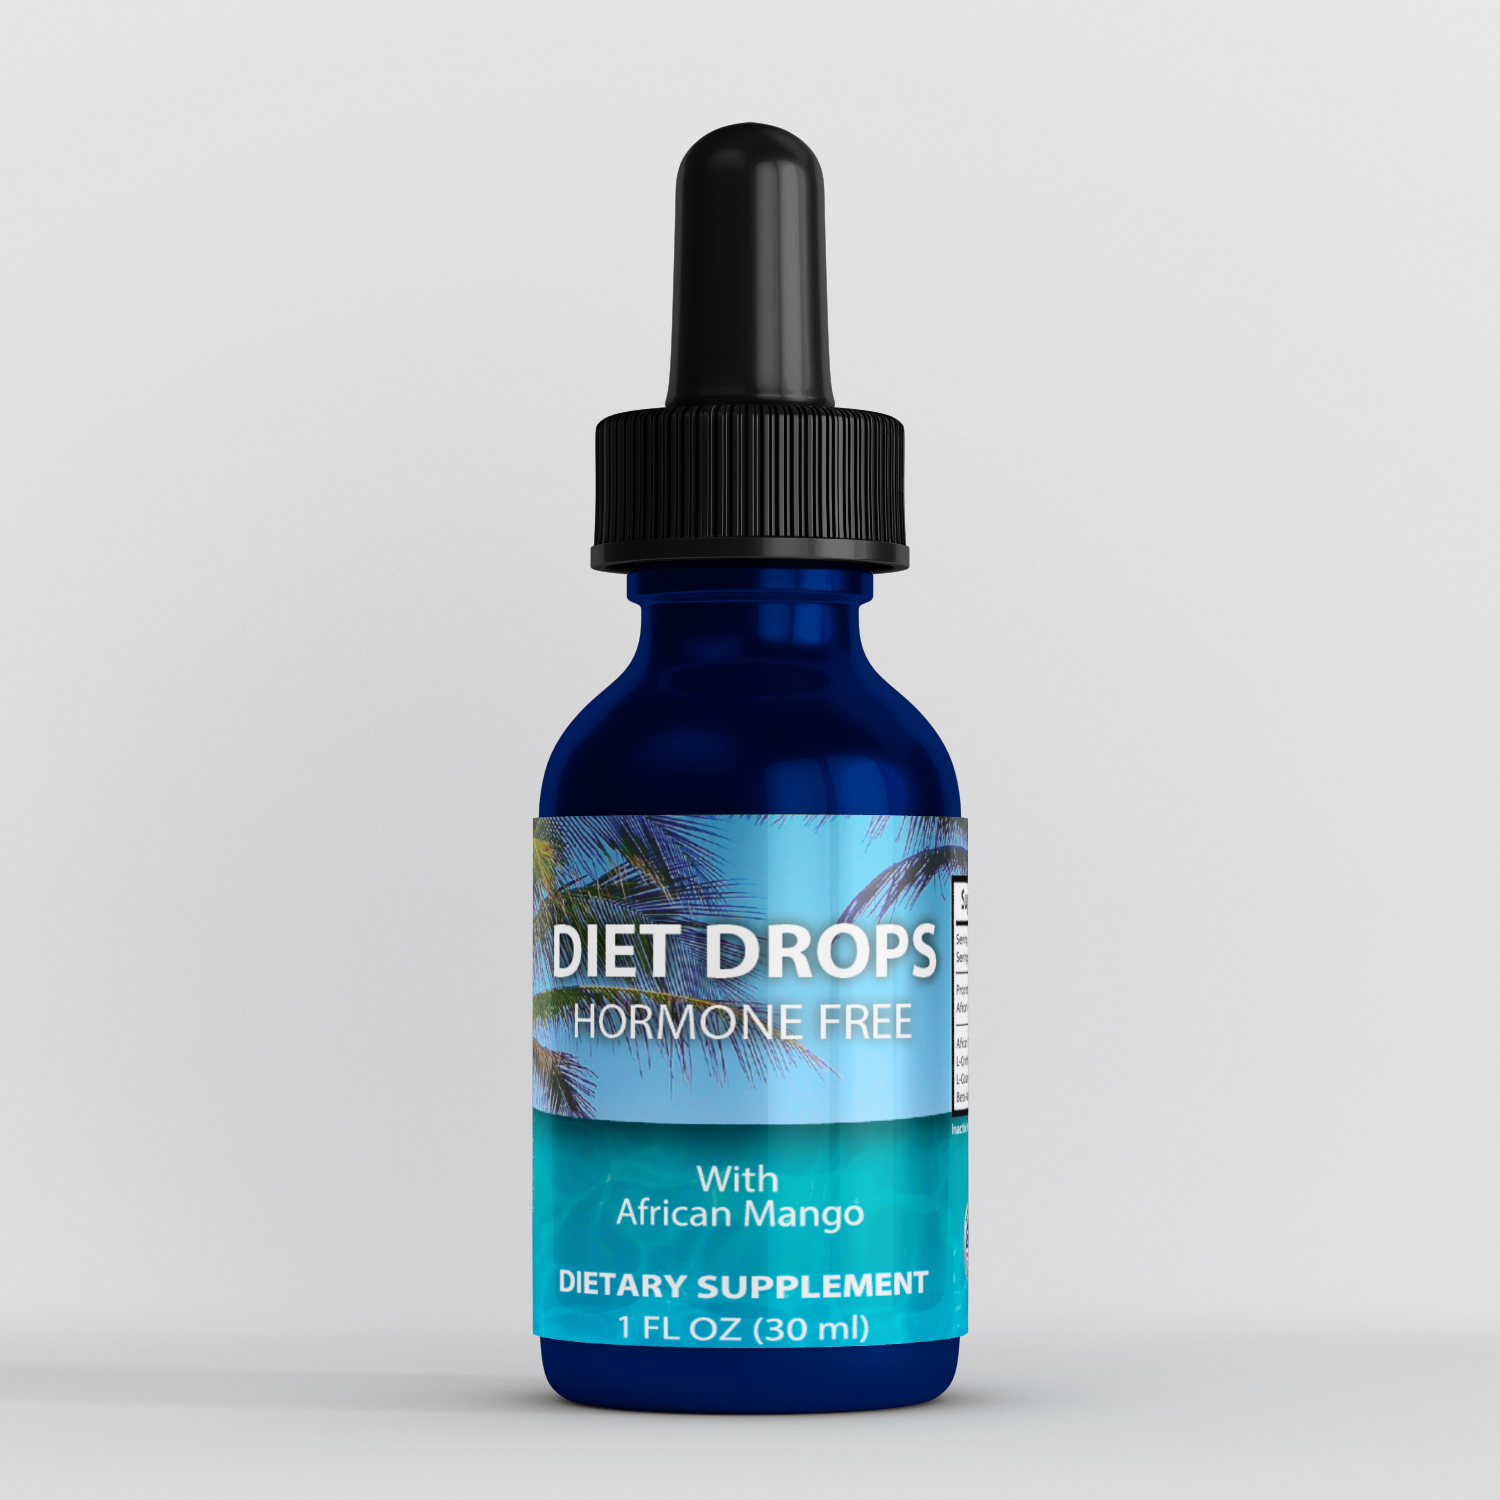 DIET DROPS
HORMONE FREE
With
African Mango
DIETARY SUPPLEMENT
1 FL OZ (30 ml)